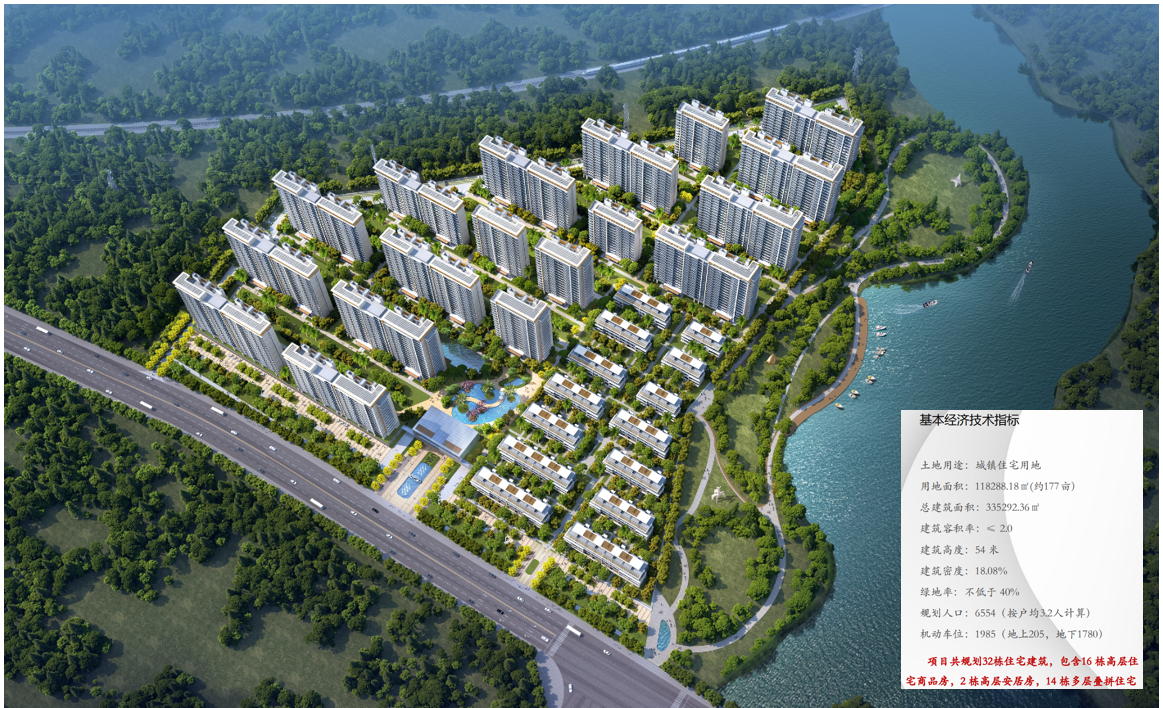 基本经济技术指标
土地用途：城镇住宅用地
用地面积：118288.18㎡(约177亩)
总建筑面积：335292.36㎡
建筑容积率：≤ 2.0
建筑高度：54 米
建筑密度：18.08%
绿地率：不低于 40%
规划人口：6554（按户均3.2人计算）
机动车位：1985（地上205，地下1780）
项目共规划32栋住宅建筑，包含16 栋高层住
宅商品房，2 栋高层安居房，14 栋多层叠拼住宅